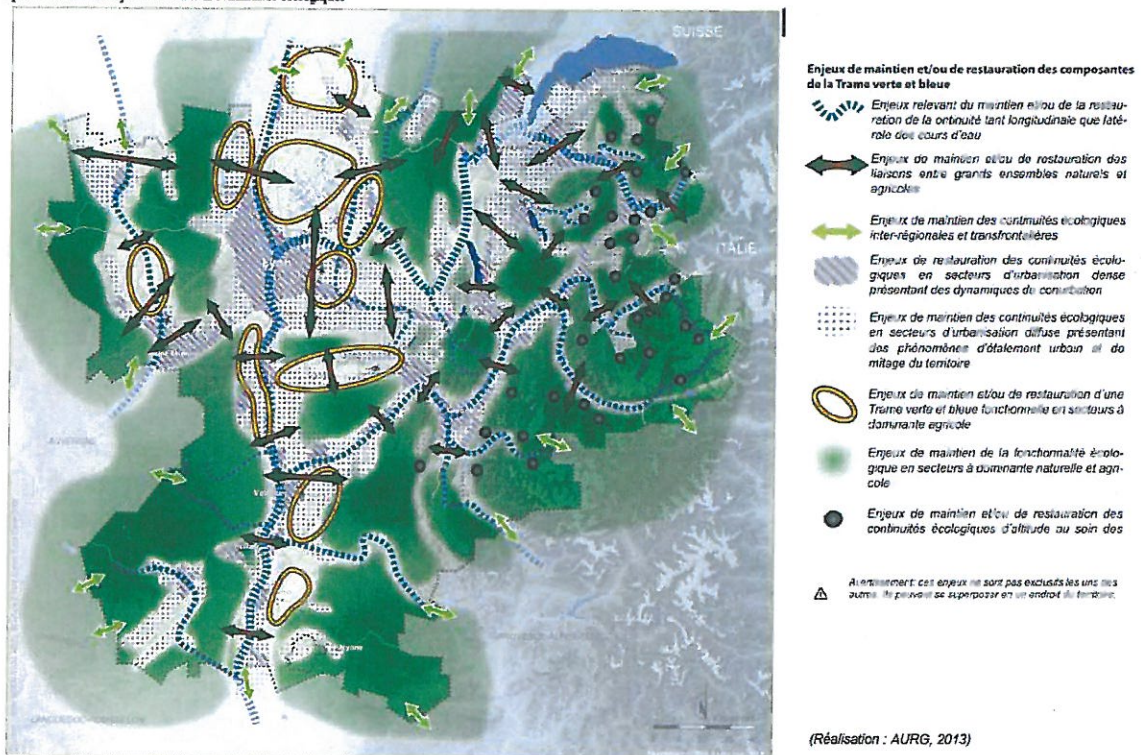 SUISSE
ITALIE
AUVERGNE
N
Enjeux de maintien et/ou de restauration des composantes
de la Trame verte et bleue
Enjeux relevant du maintien et/ou de la restau-
ration de la ontinuité tant longitudinale que laté-
rale des cours d'eau
Enjeux de maintien et/ou de restauration des
liaisons entre grands ensembles naturels et
agricoles
Enjeux de maintien des continuités écologiques
inter-régionales et transfrontalières
Enjeux de restauration des continuités écolo-
giques en secteurs d'urbanisation dense
présentant des dynamiques de conurbation
Enjeux de maintien des continuités écologiques
en secteurs d'urbanisation diffuse présentant
des phénomènes d'étalement urbain et de
mitage du territoire
Enjeux de maintien et/ou de restauration d'une
Trame verte et bleue fonctionnelle en secteurs à
dominante agricole
Enjeux de maintien de la fonctionnalité écolo-
gique en secteurs à dominante naturelle et agri-
cole
Enjeux de maintien et/ou de restauration des
continuités écologiques d'altitude au sein des
Avertissement: ces enjeux ne sont pas exclusifs les uns des
autres. Ils peuvent se superposer en un endroit du territoire.
(Réalisation : AURG, 2013)